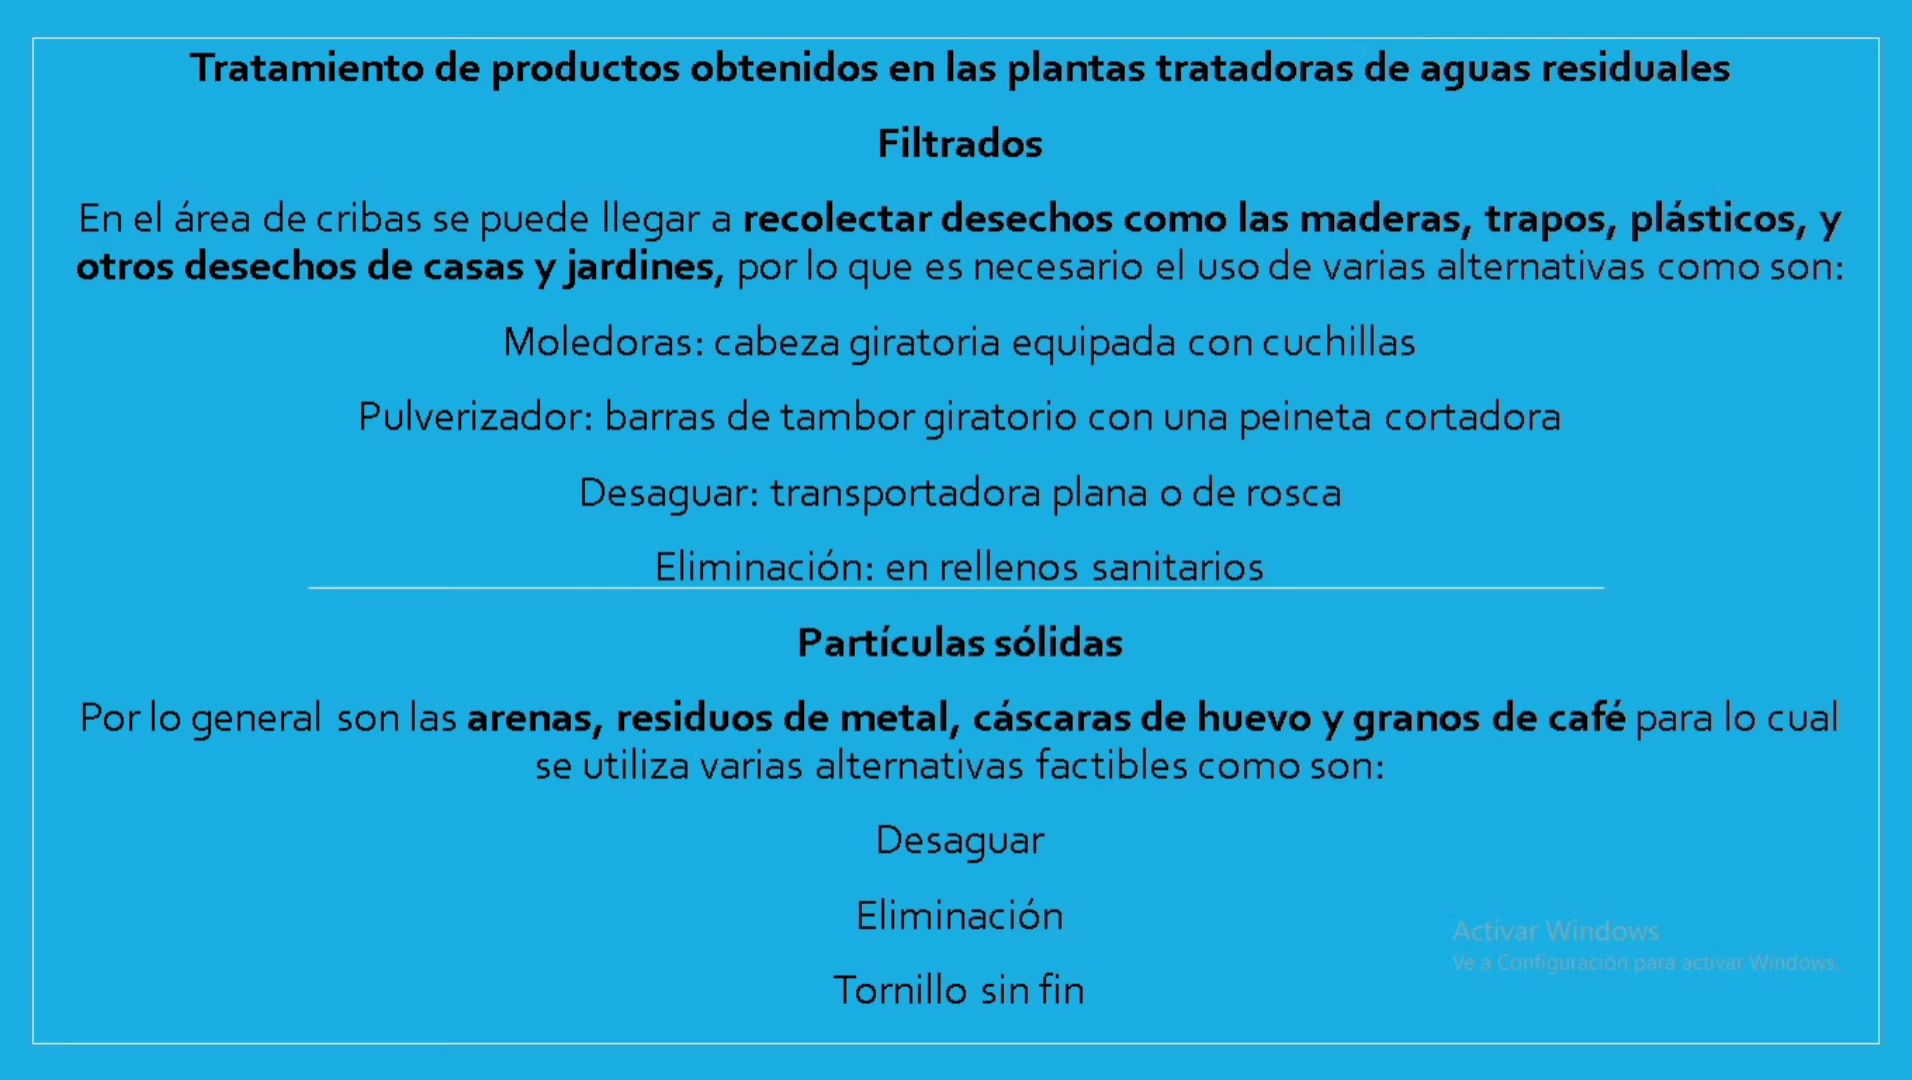 Tratamiento de productos obtenidos en las plantas tratadoras de aguas residuales
Filtrados
En el área de cribas se puede llegar a recolectar desechos como las maderas, trapos, plásticos, y
otros desechos de casas y jardines, por lo que es necesario el uso de varias alternativas como son:
Moledoras: cabeza giratoria equipada con cuchillas
Pulverizador: barras de tambor giratorio con una peineta cortadora
Desaguar: transportadora plana o de rosca
Eliminación: en rellenos sanitarios
Partículas sólidas
Por lo general son las arenas, residuos de metal, cáscaras de huevo y granos de café para lo cual
se utiliza varias alternativas factibles como son:
Desaguar
Eliminación
Tornillo sin fin
Activar Windows
Ve a Configuración para activar Windows.